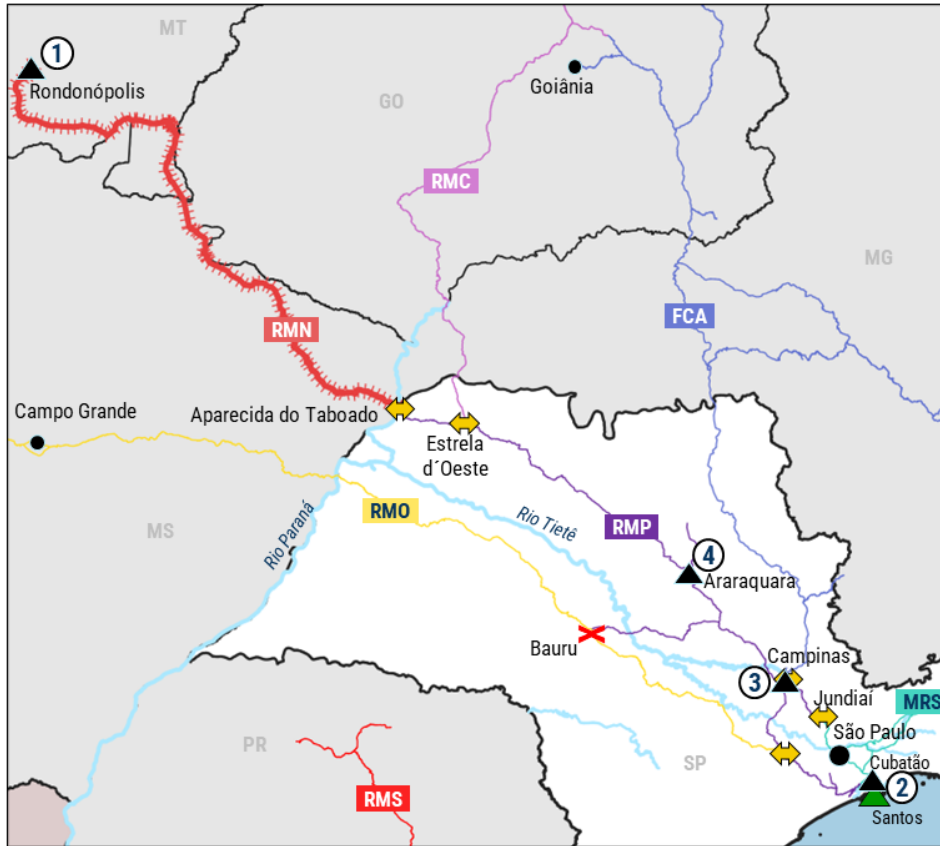 MT
1
Rondonópolis
GO
Goiânia
RMC
MG
FCA
RMN
Campo Grande
Aparecida do Taboado
Estrela
d´Oeste
RMO
Rio Tietê
RMP
MS
Rio Paraná
4
Araraquara
Bauru
Campinas
3
Jundiaí
MRS
São Paulo
PR
SP
Cubatão
2
RMS
Santos